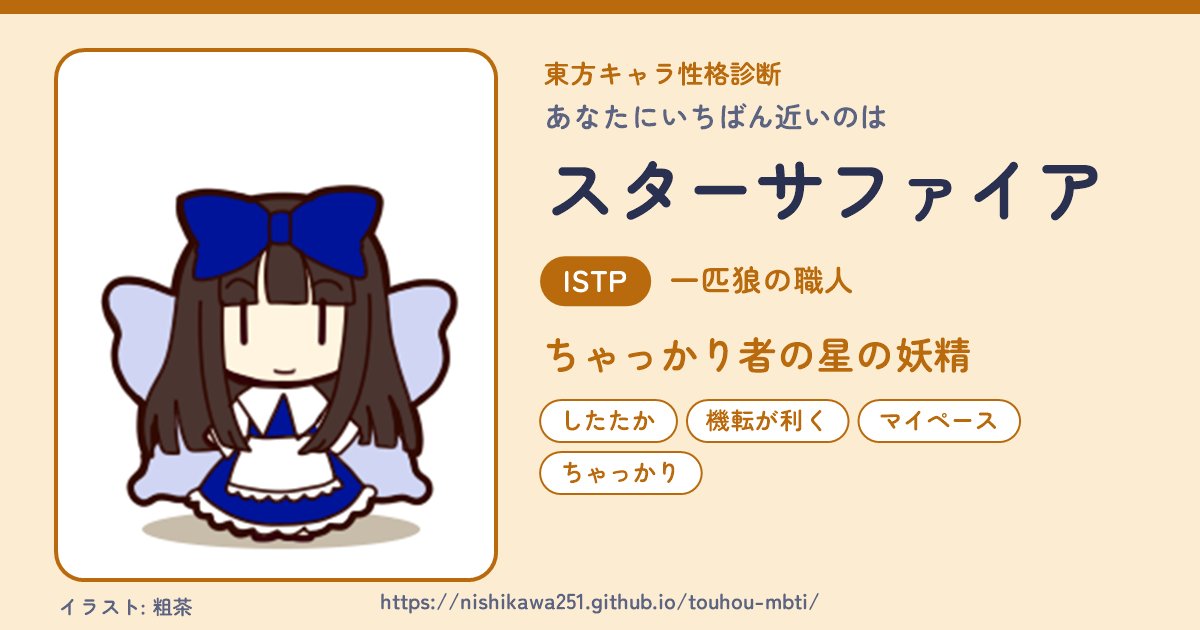 東方キャラ性格診断
あなたにいちばん近いのは
スターサファイア
ISTP 一匹狼の職人
ちゃっかり者の星の妖精
したたか 機転が利く マイペース
ちゃっかり
イラスト: 粗茶
https://nishikawa251.github.io/touhou-mbti/